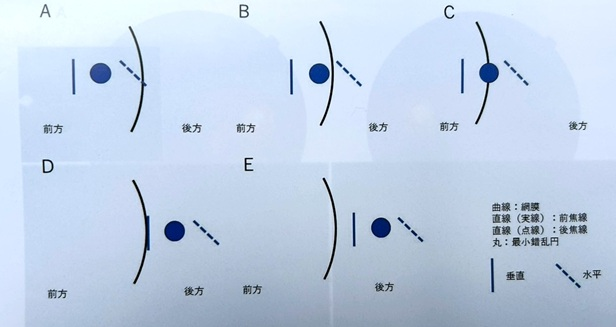 A
B
C
前方
後方
前方
後方
前方
後方
D
E
曲線：網膜
直線（実線）：前焦線
直線（点線）：後焦線
丸：最小錯乱円
垂直
水平
前方
後方
前方
後方